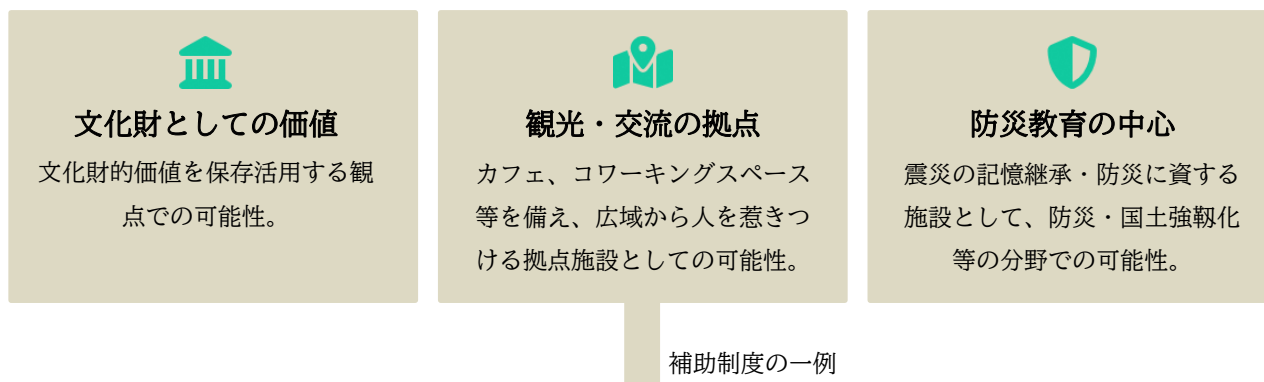 文化財としての価値
文化財的価値を保存活用する観
点での可能性。
観光・交流の拠点
カフェ、コワーキングスペース
等を備え、広域から人を惹きつ
ける拠点施設としての可能性。
防災教育の中心
震災の記憶継承・防災に資する
施設として、防災・国土強靱化
等の分野での可能性。
補助制度の一例